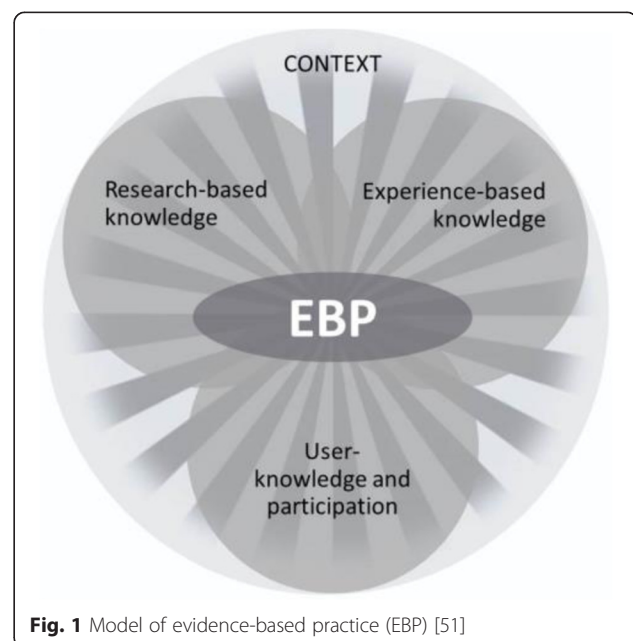 CONTEXT
Research-based
knowledge
Experience-based
knowledge
EBP
User-
knowledge and
participation
Fig. 1 Model of evidence-based practice (EBP) [51]